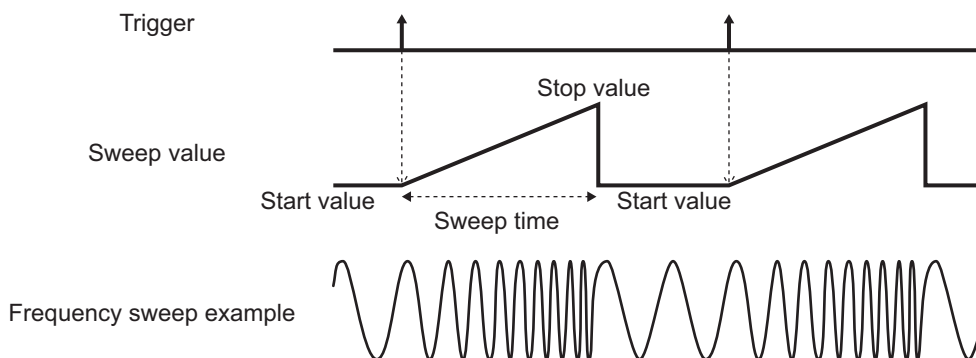 Trigger
Stop value
Sweep value
Start value
Start value
Sweep time
Frequency sweep example